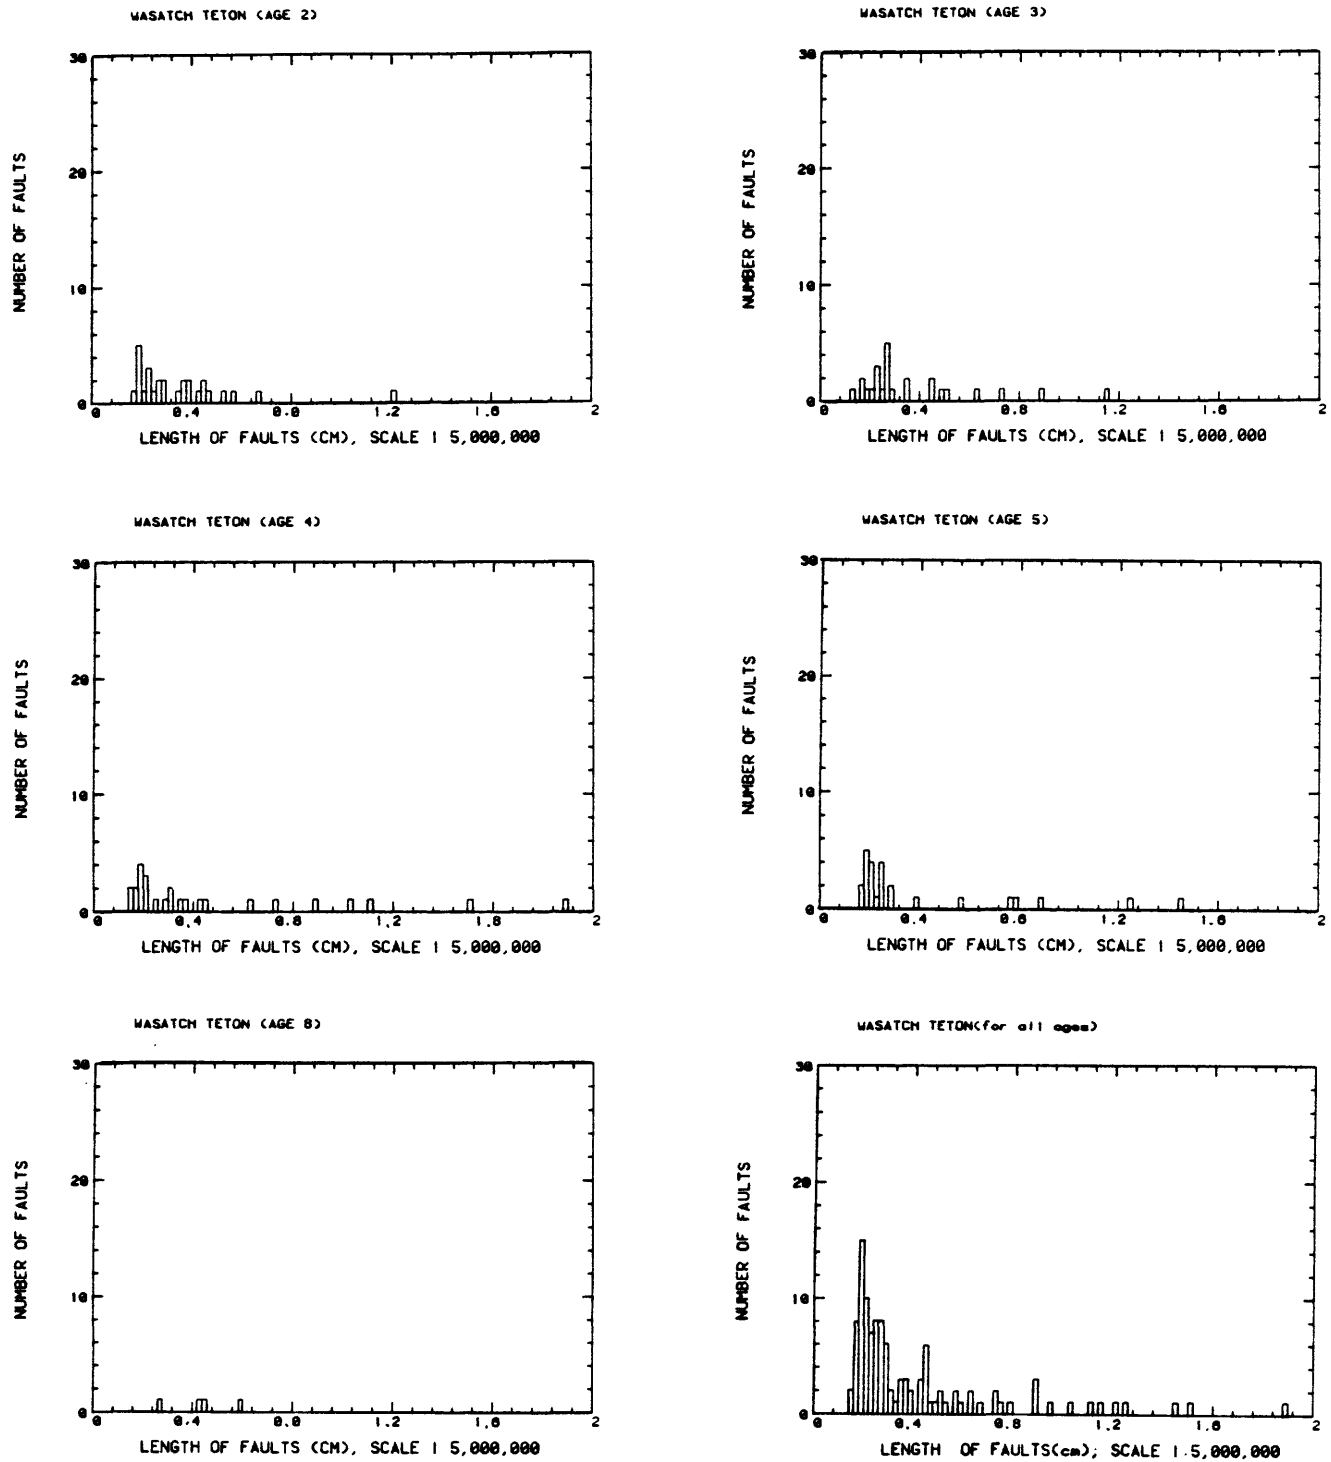 WASATCH TETON (AGE 2)
30
20
10
0
NUMBER OF FAULTS
0 0.4 0.8 1.2 1.6 2
LENGTH OF FAULTS (CM), SCALE 1 5,000,000
WASATCH TETON (AGE 3)
30
20
10
0
NUMBER OF FAULTS
0 0.4 0.8 1.2 1.6 2
LENGTH OF FAULTS (CM), SCALE 1 5,000,000
WASATCH TETON (AGE 4)
30
20
10
0
NUMBER OF FAULTS
0 0.4 0.8 1.2 1.6 2
LENGTH OF FAULTS (CM), SCALE 1 5,000,000
WASATCH TETON (AGE 5)
30
20
10
0
NUMBER OF FAULTS
0 0.4 0.8 1.2 1.6 2
LENGTH OF FAULTS (CM), SCALE 1 5,000,000
WASATCH TETON (AGE 8)
30
20
10
0
NUMBER OF FAULTS
0 0.4 0.8 1.2 1.6 2
LENGTH OF FAULTS (CM), SCALE 1 5,000,000
WASATCH TETON(for all ages)
30
20
10
0
NUMBER OF FAULTS
0 0.4 0.8 1.2 1.6 2
LENGTH OF FAULTS(cm); SCALE 1.5,000,000